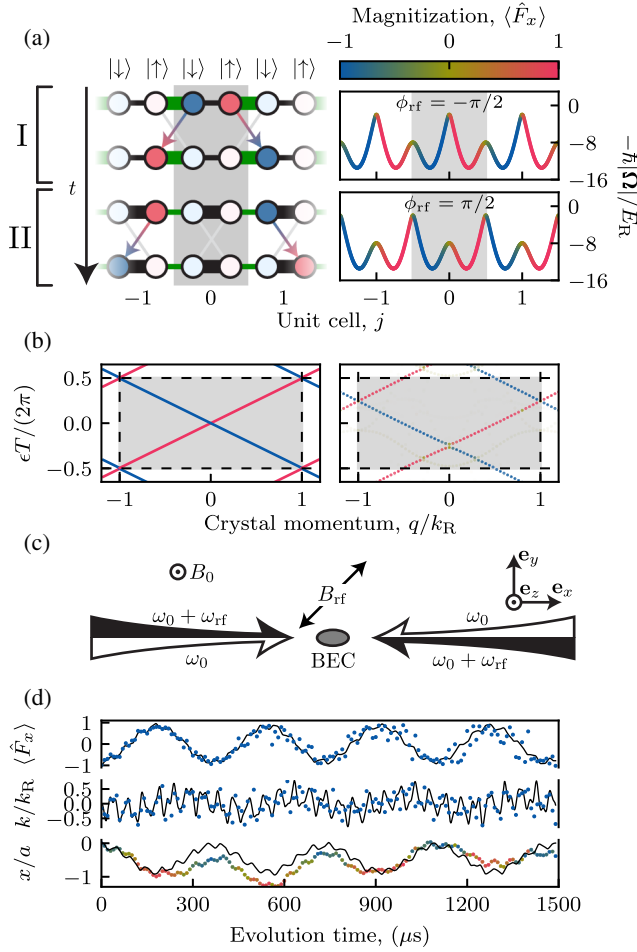 (a)
Magnitization, ⟨F̂x⟩
−1 0 1
|↓⟩ |↑⟩ |↓⟩ |↑⟩ |↓⟩ |↑⟩
I
II
t
ϕrf = −π/2
0
−8
−16
ϕrf = π/2
0
−8
−16
−ħ|Ω|/ER
−1 0 1
Unit cell, j
−1 0 1
(b)
ϵT/(2π)
0.5
0.0
−0.5
−1 0 1
−1 0 1
Crystal momentum, q/kR
(c)
B0
Brf
ey
ez
ex
ω0 + ωrf
ω0
BEC
ω0
ω0 + ωrf
(d)
⟨F̂x⟩
1
0
−1
k/kR
0.5
0.0
−0.5
x/a
0
−1
0 300 600 900 1200 1500
Evolution time, (μs)